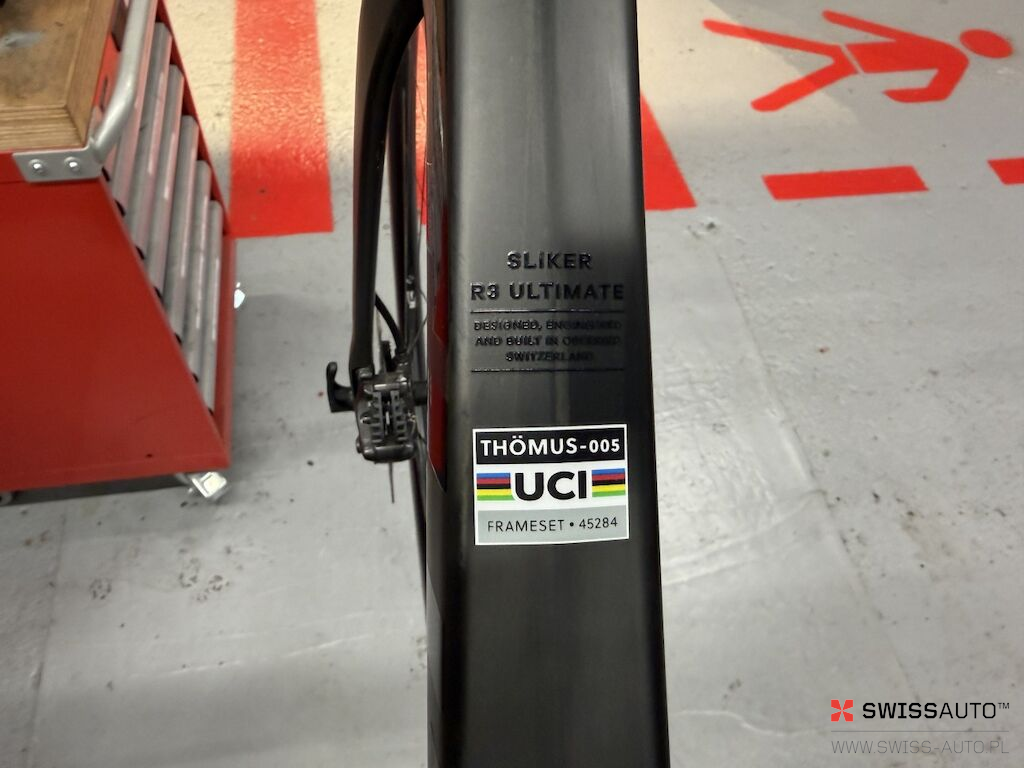 SLIKER
R3 ULTIMATE
DESIGNED, ENGINEERED
AND BUILT IN OBERRIED
SWITZERLAND
THÖMUS-005
UCI
FRAMESET • 45284
SWISSAUTO™
WWW.SWISS-AUTO.PL